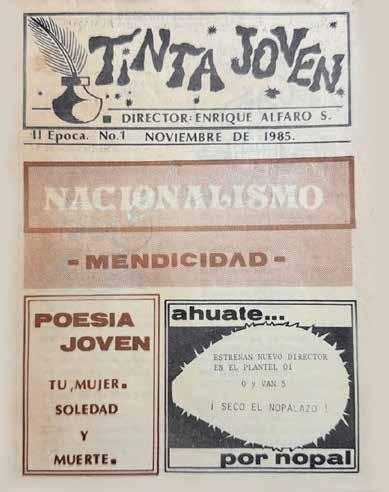 TINTA JOVEN
DIRECTOR: ENRIQUE ALFARO S.
II Epoca. No.1 NOVIEMBRE DE 1985.
NACIONALISMO
- MENDICIDAD -
POESIA
JOVEN
TU, MUJER.
SOLEDAD
Y
MUERTE.
ahuate...
ESTRENAN NUEVO DIRECTOR
EN EL PLANTEL 01
O y VAN 5
¡ SECO EL NOPALAZO !
por nopal